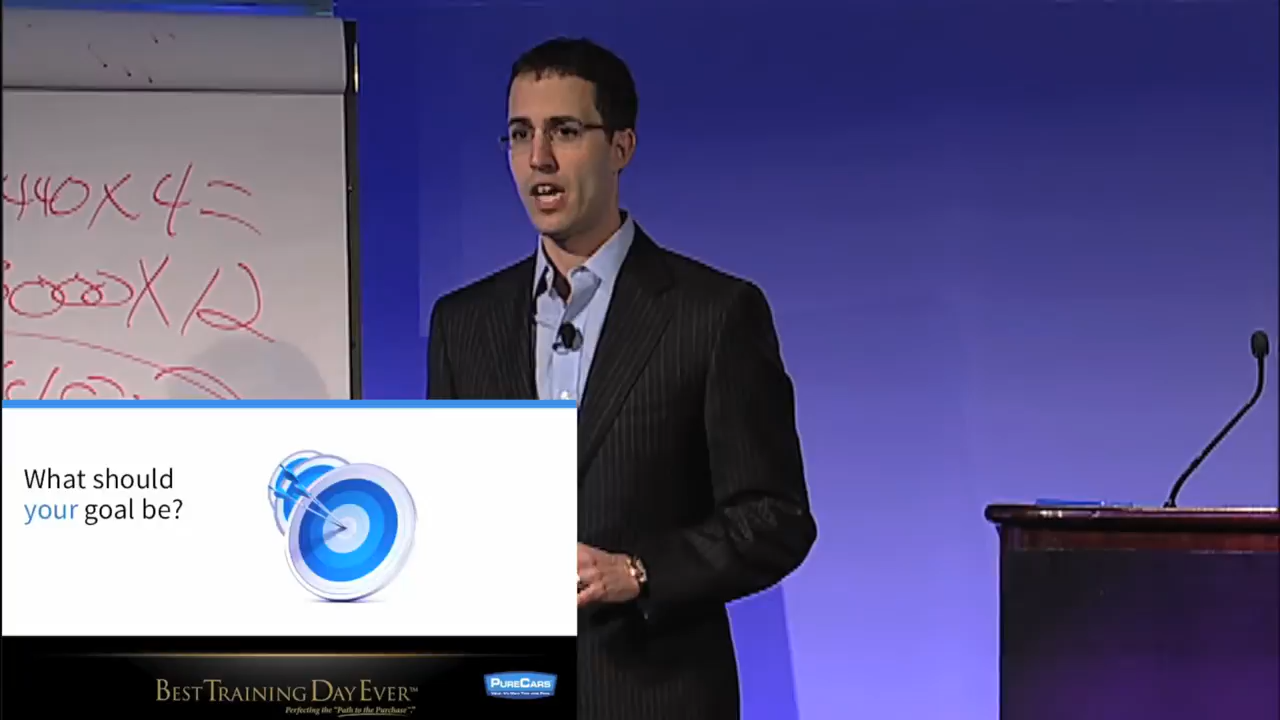 440 X 4 =
000 X 12
What should
your goal be?
BEST TRAINING DAY EVER™
Perfecting the "Path to the Purchase".™
PURECARS